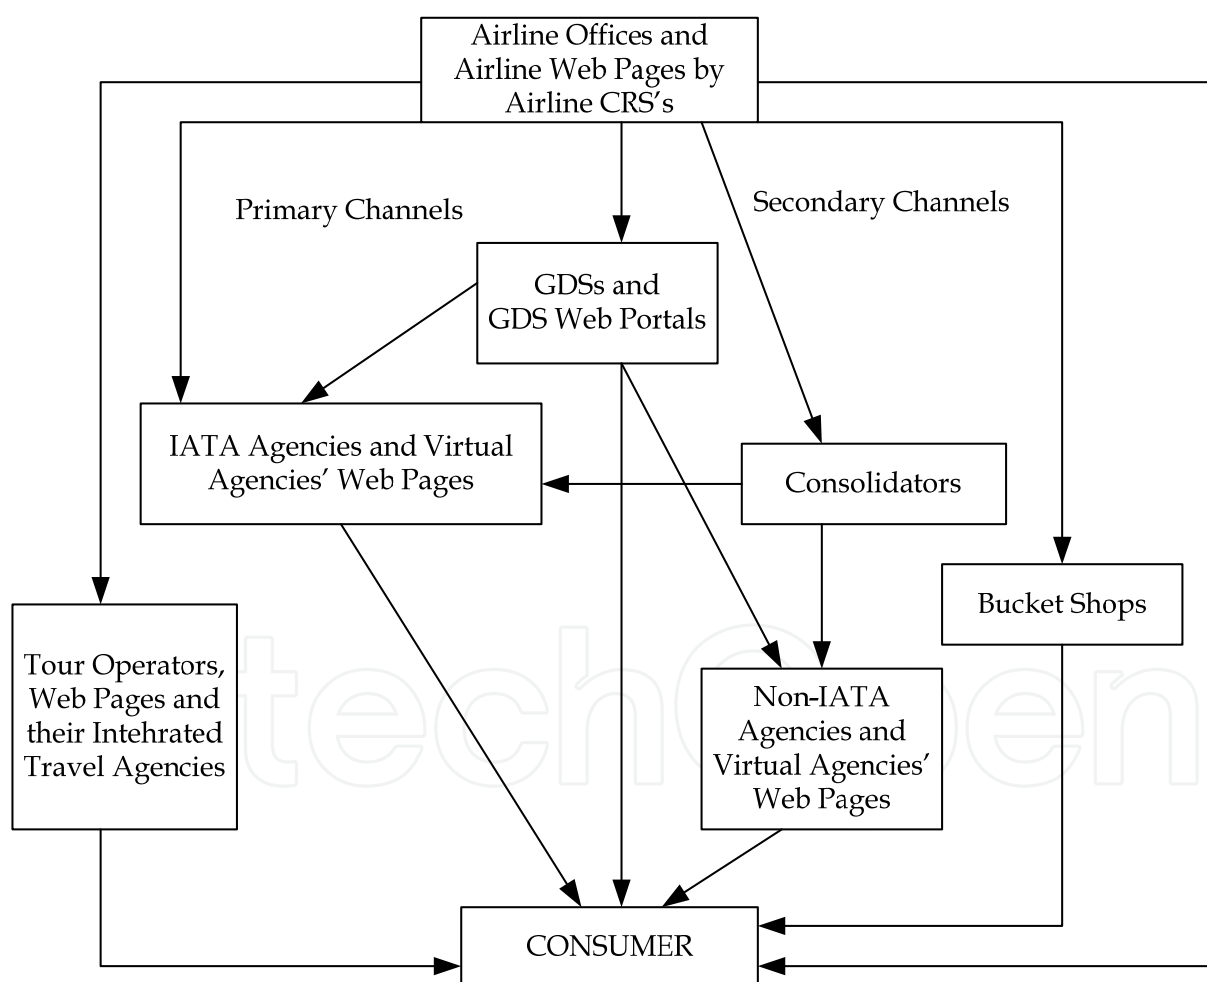 Airline Offices and
Airline Web Pages by
Airline CRS’s
Primary Channels
Secondary Channels
GDSs and
GDS Web Portals
IATA Agencies and Virtual
Agencies’ Web Pages
Consolidators
Bucket Shops
Tour Operators,
Web Pages and
their Intehrated
Travel Agencies
Non-IATA
Agencies and
Virtual Agencies’
Web Pages
CONSUMER
techOpen